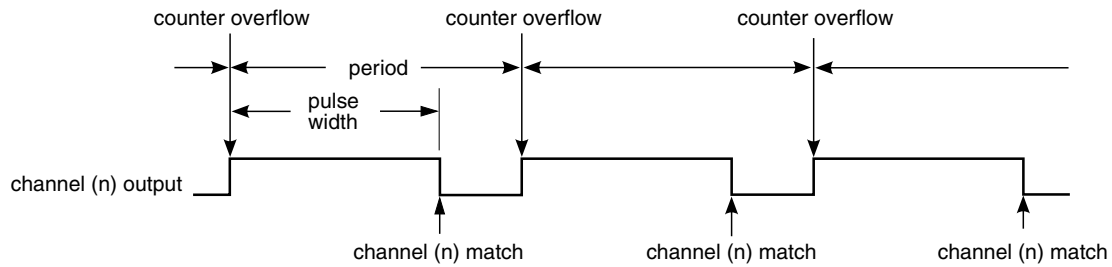 counter overflow
counter overflow
counter overflow
period
pulse
width
channel (n) output
channel (n) match
channel (n) match
channel (n) match